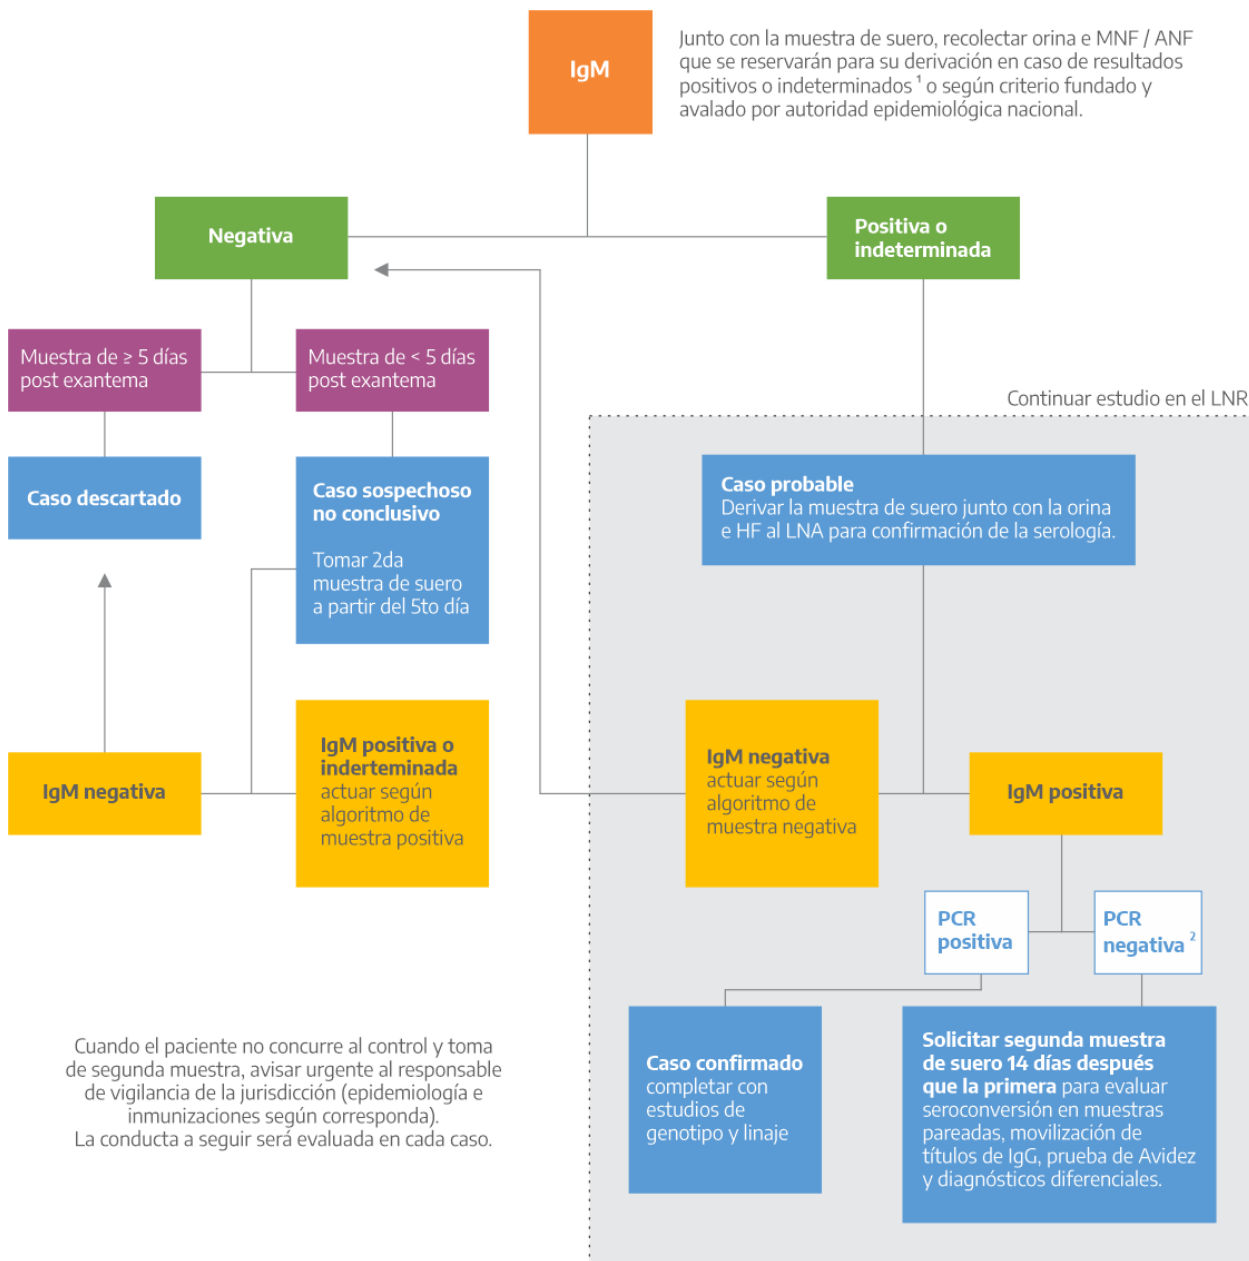 IgM
Junto con la muestra de suero, recolectar orina e MNF / ANF
que se reservarán para su derivación en caso de resultados
positivos o indeterminados ¹ o según criterio fundado y
avalado por autoridad epidemiológica nacional.
Negativa
Positiva o
indeterminada
Muestra de ≥ 5 días
post exantema
Muestra de < 5 días
post exantema
Continuar estudio en el LNR
Caso descartado
Caso sospechoso
no conclusivo
Tomar 2da
muestra de suero
a partir del 5to día
Caso probable
Derivar la muestra de suero junto con la orina
e HF al LNA para confirmación de la serología.
IgM negativa
IgM positiva o
inderteminada
actuar según
algoritmo de
muestra positiva
IgM negativa
actuar según
algoritmo de
muestra negativa
IgM positiva
PCR
positiva
PCR
negativa ²
Cuando el paciente no concurre al control y toma
de segunda muestra, avisar urgente al responsable
de vigilancia de la jurisdicción (epidemiología e
inmunizaciones según corresponda).
La conducta a seguir será evaluada en cada caso.
Caso confirmado
completar con
estudios de
genotipo y linaje
Solicitar segunda muestra
de suero 14 días después
que la primera para evaluar
seroconversión en muestras
pareadas, movilización de
títulos de IgG, prueba de Avidez
y diagnósticos diferenciales.